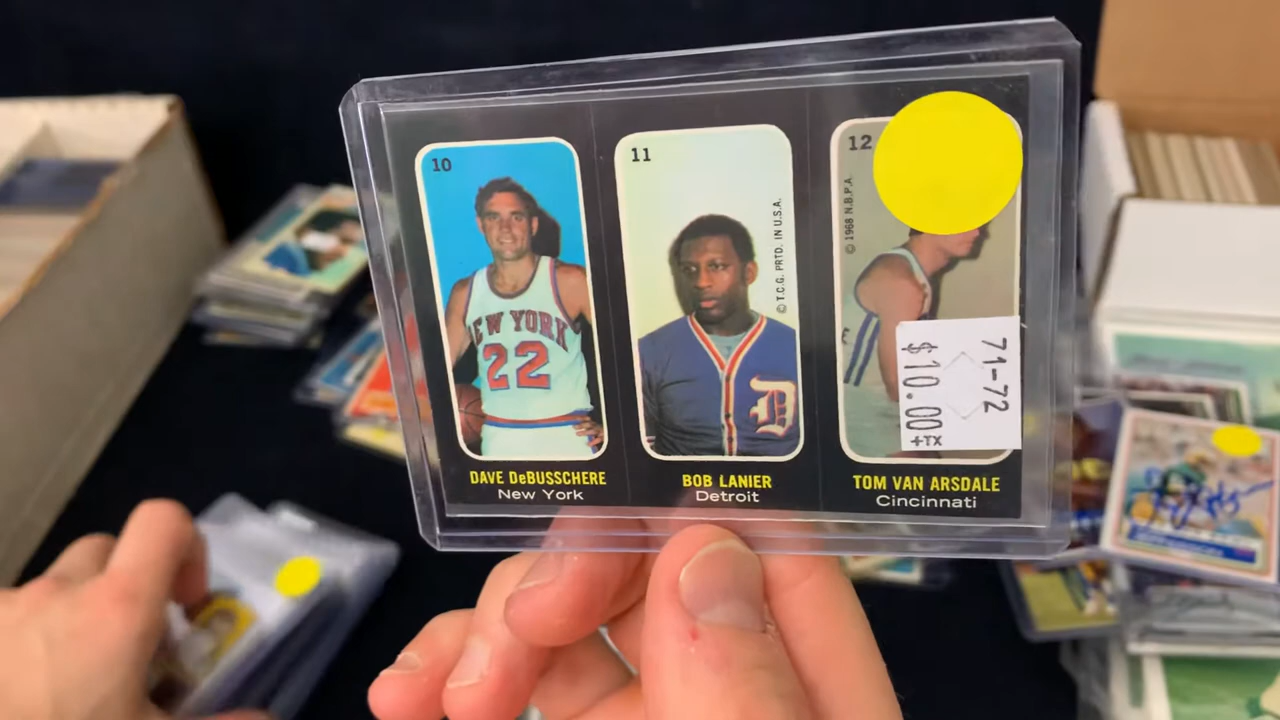 10
EW YORK
22
DAVE DeBUSSCHERE
New York
11
© T.C.G. PRTD. IN U.S.A.
D
BOB LANIER
Detroit
12
© 1968 N.B.P.A.
TOM VAN ARSDALE
Cincinnati
71-72
$10.00
+TX